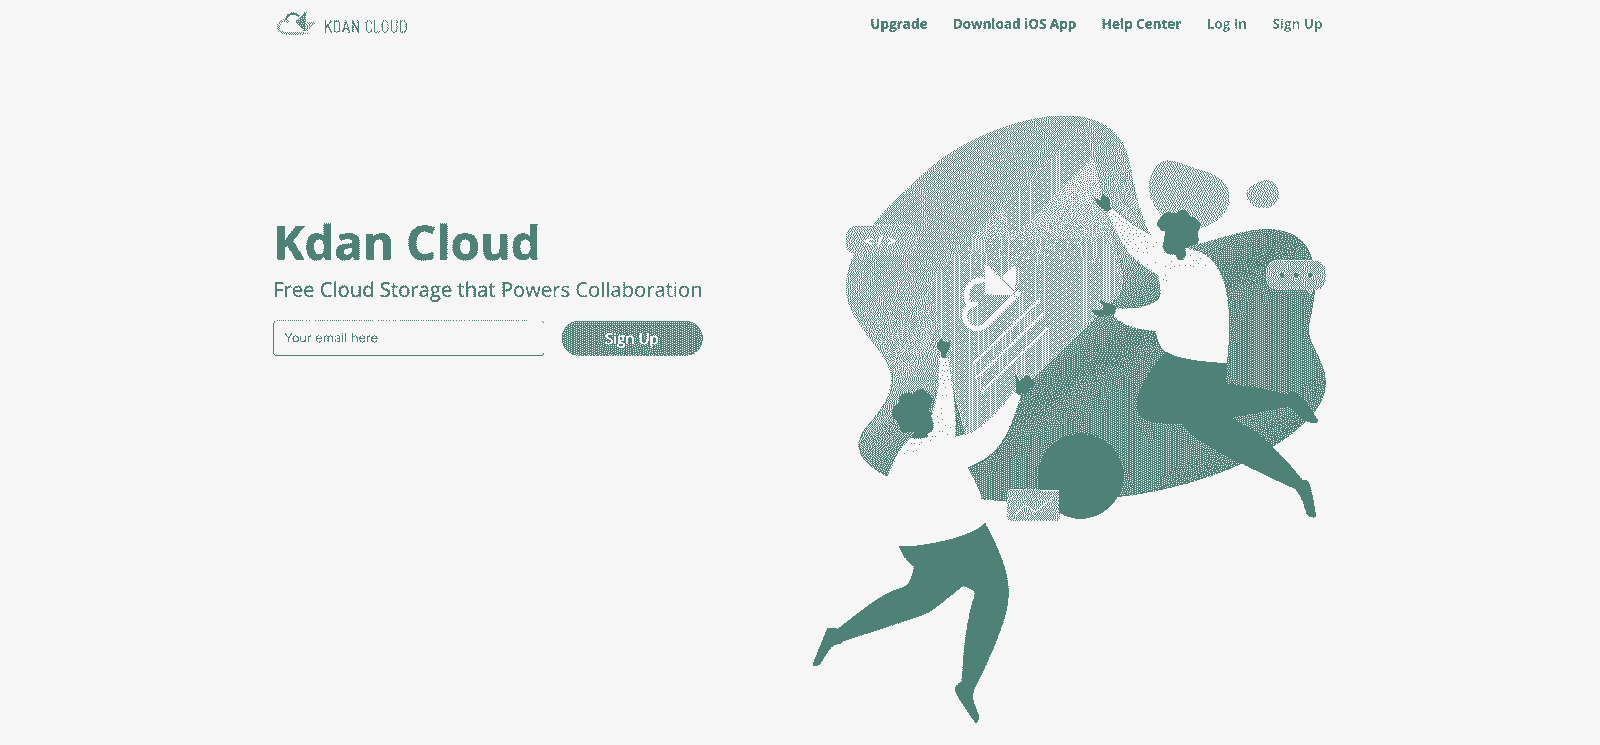 KDAN CLOUD
Upgrade Download iOS App Help Center Log In Sign Up
Kdan Cloud
Free Cloud Storage that Powers Collaboration
Your email here
Sign Up